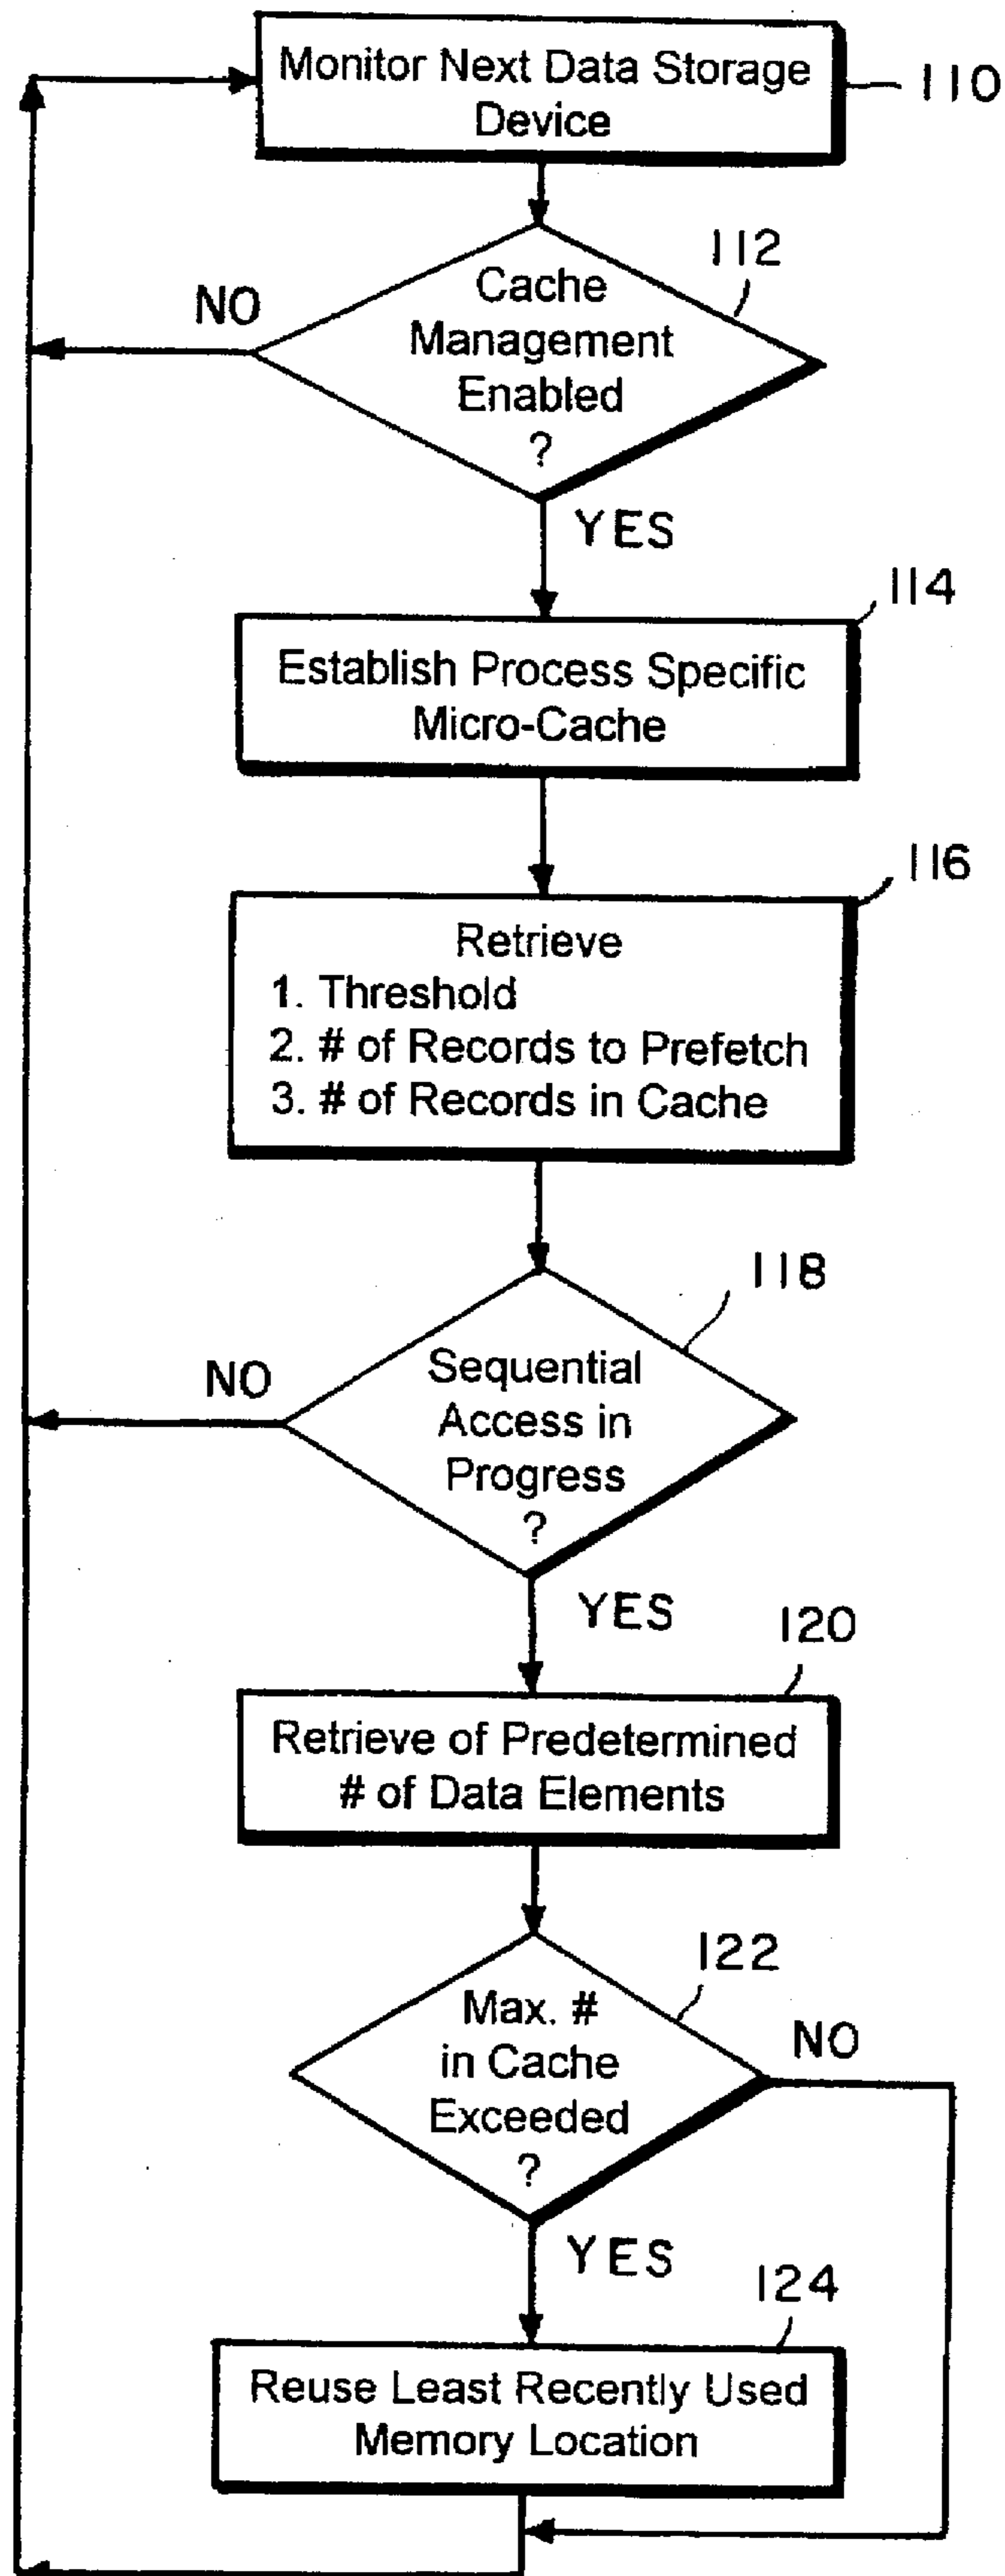 Monitor Next Data Storage
Device
110
112
Cache
Management
Enabled
?
NO
YES
114
Establish Process Specific
Micro-Cache
116
Retrieve
1. Threshold
2. # of Records to Prefetch
3. # of Records in Cache
118
Sequential
Access in
Progress
?
NO
YES
120
Retrieve of Predetermined
# of Data Elements
122
Max. #
in Cache
Exceeded
?
NO
YES
124
Reuse Least Recently Used
Memory Location